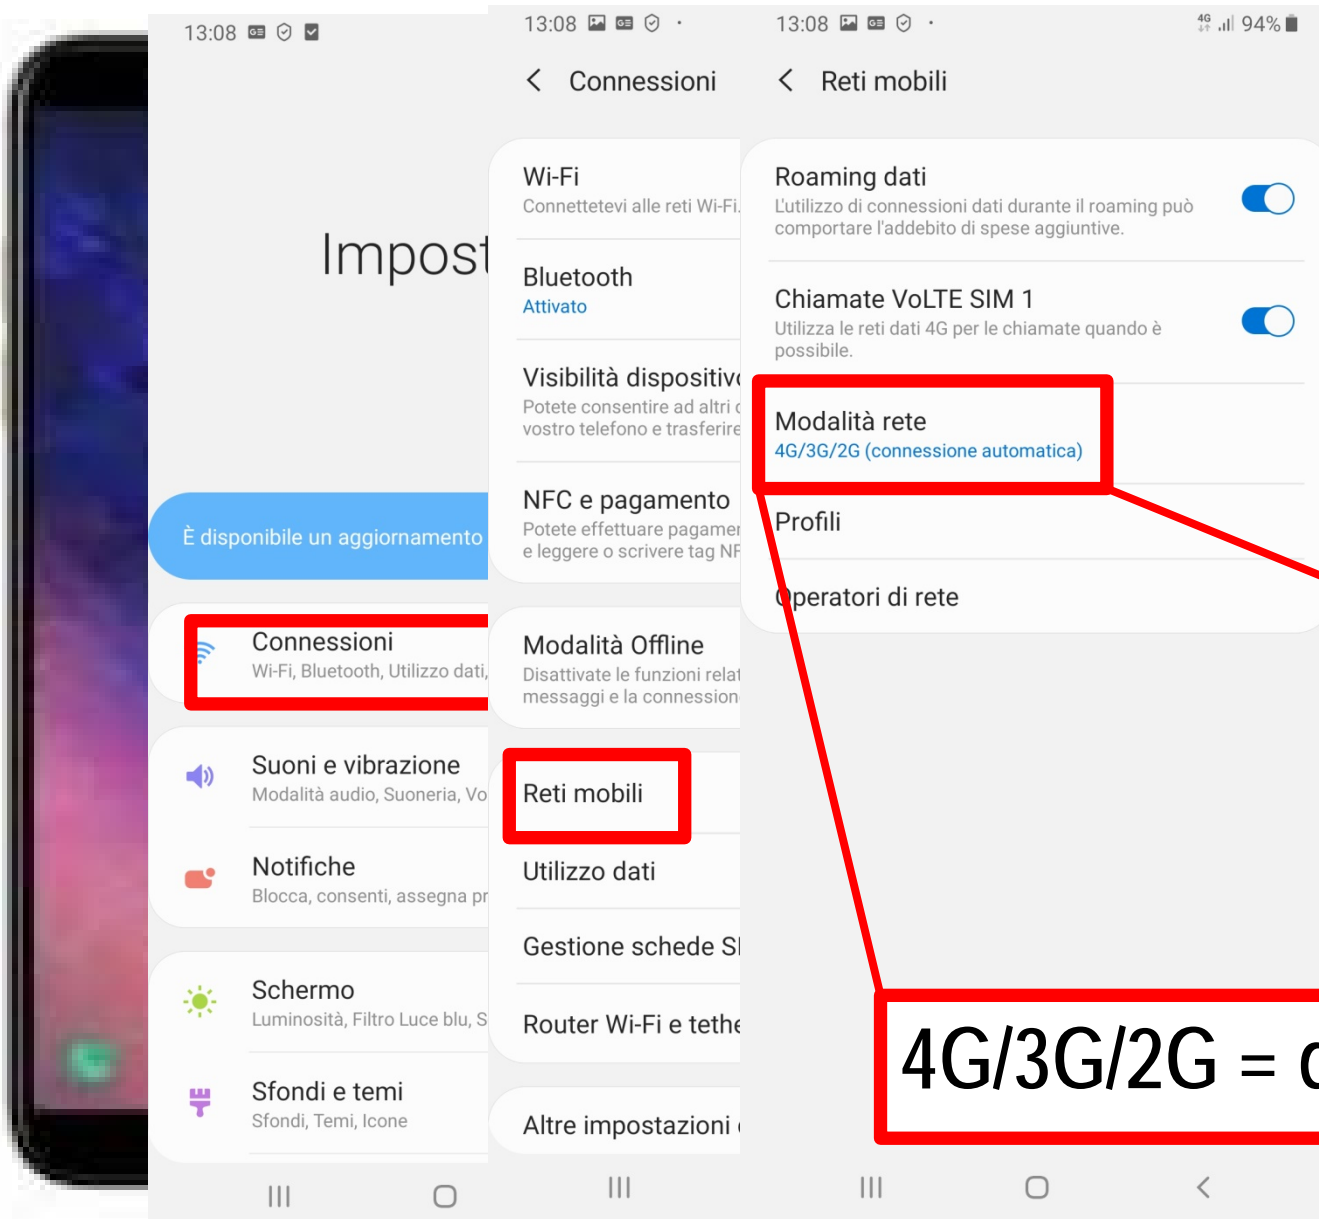 13:08
Impost
È disponibile un aggiornamento
Connessioni
Wi-Fi, Bluetooth, Utilizzo dati,
Suoni e vibrazione
Modalità audio, Suoneria, Vo
Notifiche
Blocca, consenti, assegna pr
Schermo
Luminosità, Filtro Luce blu, S
Sfondi e temi
Sfondi, Temi, Icone
13:08
Connessioni
Wi-Fi
Connettetevi alle reti Wi-Fi.
Bluetooth
Attivato
Visibilità dispositivo
Potete consentire ad altri d
vostro telefono e trasferire
NFC e pagamento
Potete effettuare pagamen
e leggere o scrivere tag NF
Modalità Offline
Disattivate le funzioni relat
messaggi e la connession
Reti mobili
Utilizzo dati
Gestione schede SI
Router Wi-Fi e tethe
Altre impostazioni
13:08
4G 94%
Reti mobili
Roaming dati
L'utilizzo di connessioni dati durante il roaming può
comportare l'addebito di spese aggiuntive.
Chiamate VoLTE SIM 1
Utilizza le reti dati 4G per le chiamate quando è
possibile.
Modalità rete
4G/3G/2G (connessione automatica)
Profili
Operatori di rete
4G/3G/2G =